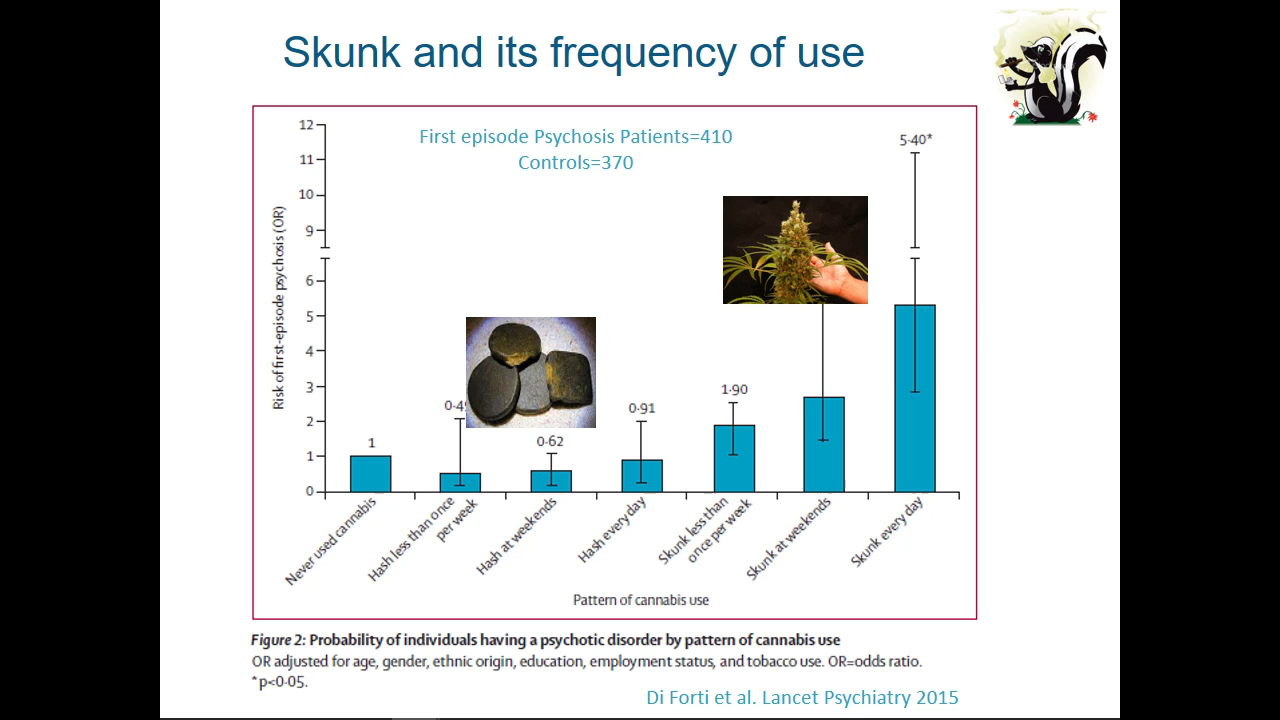 Skunk and its frequency of use
First episode Psychosis Patients=410
Controls=370
Risk of first-episode psychosis (OR)
12
11
10
9
6
5
4
3
2
1
0
1
0·62
0·91
1·90
5·40*
Never used cannabis
Hash less than once
per week
Hash at weekends
Hash every day
Skunk less than
once per week
Skunk at weekends
Skunk every day
Pattern of cannabis use
Figure 2: Probability of individuals having a psychotic disorder by pattern of cannabis use
OR adjusted for age, gender, ethnic origin, education, employment status, and tobacco use. OR=odds ratio.
*p<0·05.
Di Forti et al. Lancet Psychiatry 2015